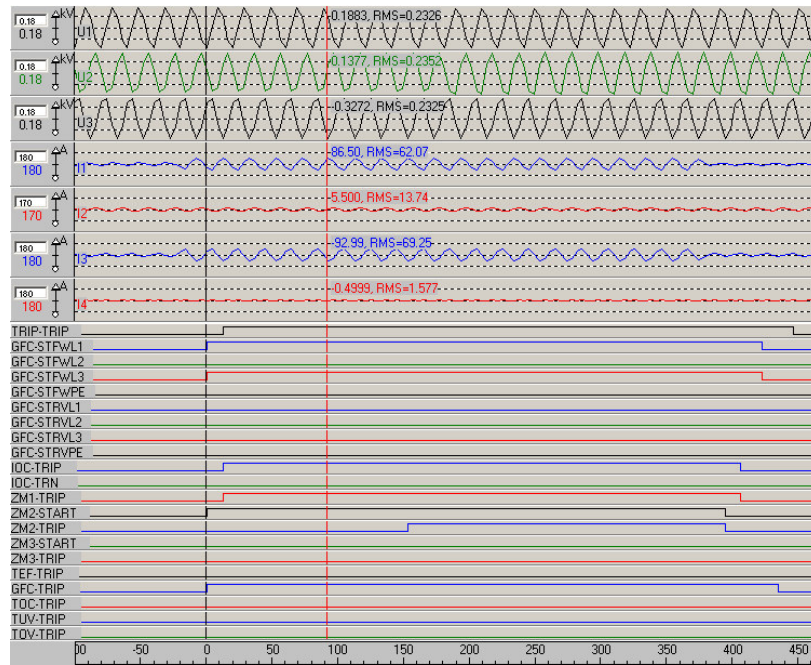 0.18 kV 0.1883, RMS=0.2326
0.18 U1
0.18 kV 0.1377, RMS=0.2352
0.18 U2
0.18 kV -0.3272, RMS=0.2325
0.18 U3
180 A 86.50, RMS=62.07
180 I1
170 A 5.500, RMS=13.74
170 I2
180 A -92.99, RMS=69.25
180 I3
180 A -0.4999, RMS=1.577
180 I4
TRIP-TRIP
GFC-STFWL1
GFC-STFWL2
GFC-STFWL3
GFC-STFWPE
GFC-STRVL1
GFC-STRVL2
GFC-STRVL3
GFC-STRVPE
IOC-TRIP
IOC-TRN
ZM1-TRIP
ZM2-START
ZM2-TRIP
ZM3-START
ZM3-TRIP
TEF-TRIP
GFC-TRIP
TOC-TRIP
TUV-TRIP
TOV-TRIP
00 -50 0 50 100 150 200 250 300 350 400 450